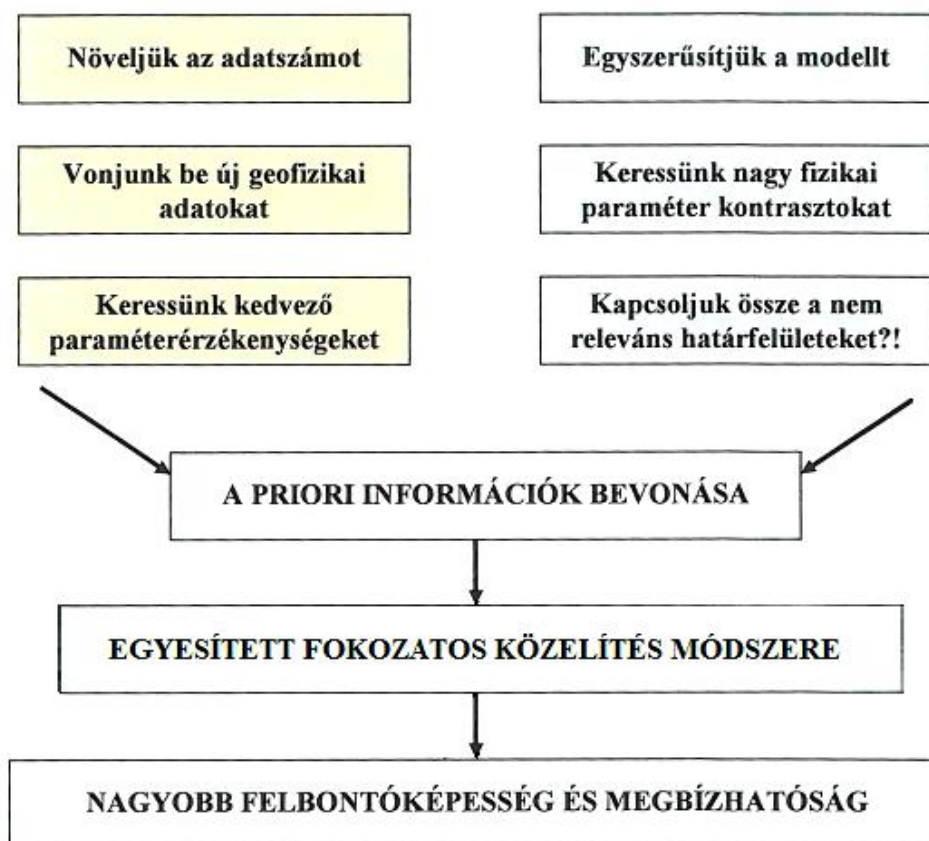 Növeljük az adatszámot
Egyszerűsítjük a modellt
Vonjunk be új geofizikai
adatokat
Keressünk nagy fizikai
paraméter kontrasztokat
Keressünk kedvező
paraméterérzékenységeket
Kapcsoljuk össze a nem
releváns határfelületeket?!
A PRIORI INFORMÁCIÓK BEVONÁSA
EGYESÍTETT FOKOZATOS KÖZELÍTÉS MÓDSZERE
NAGYOBB FELBONTÓKÉPESSÉG ÉS MEGBÍZHATÓSÁG